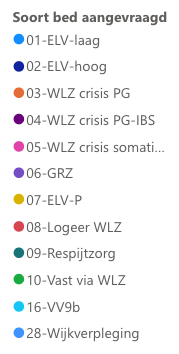 Soort bed aangevraagd
01-ELV-laag
02-ELV-hoog
03-WLZ crisis PG
04-WLZ crisis PG-IBS
05-WLZ crisis somati...
06-GRZ
07-ELV-P
08-Logeer WLZ
09-Respijtzorg
10-Vast via WLZ
16-VV9b
28-Wijkverpleging